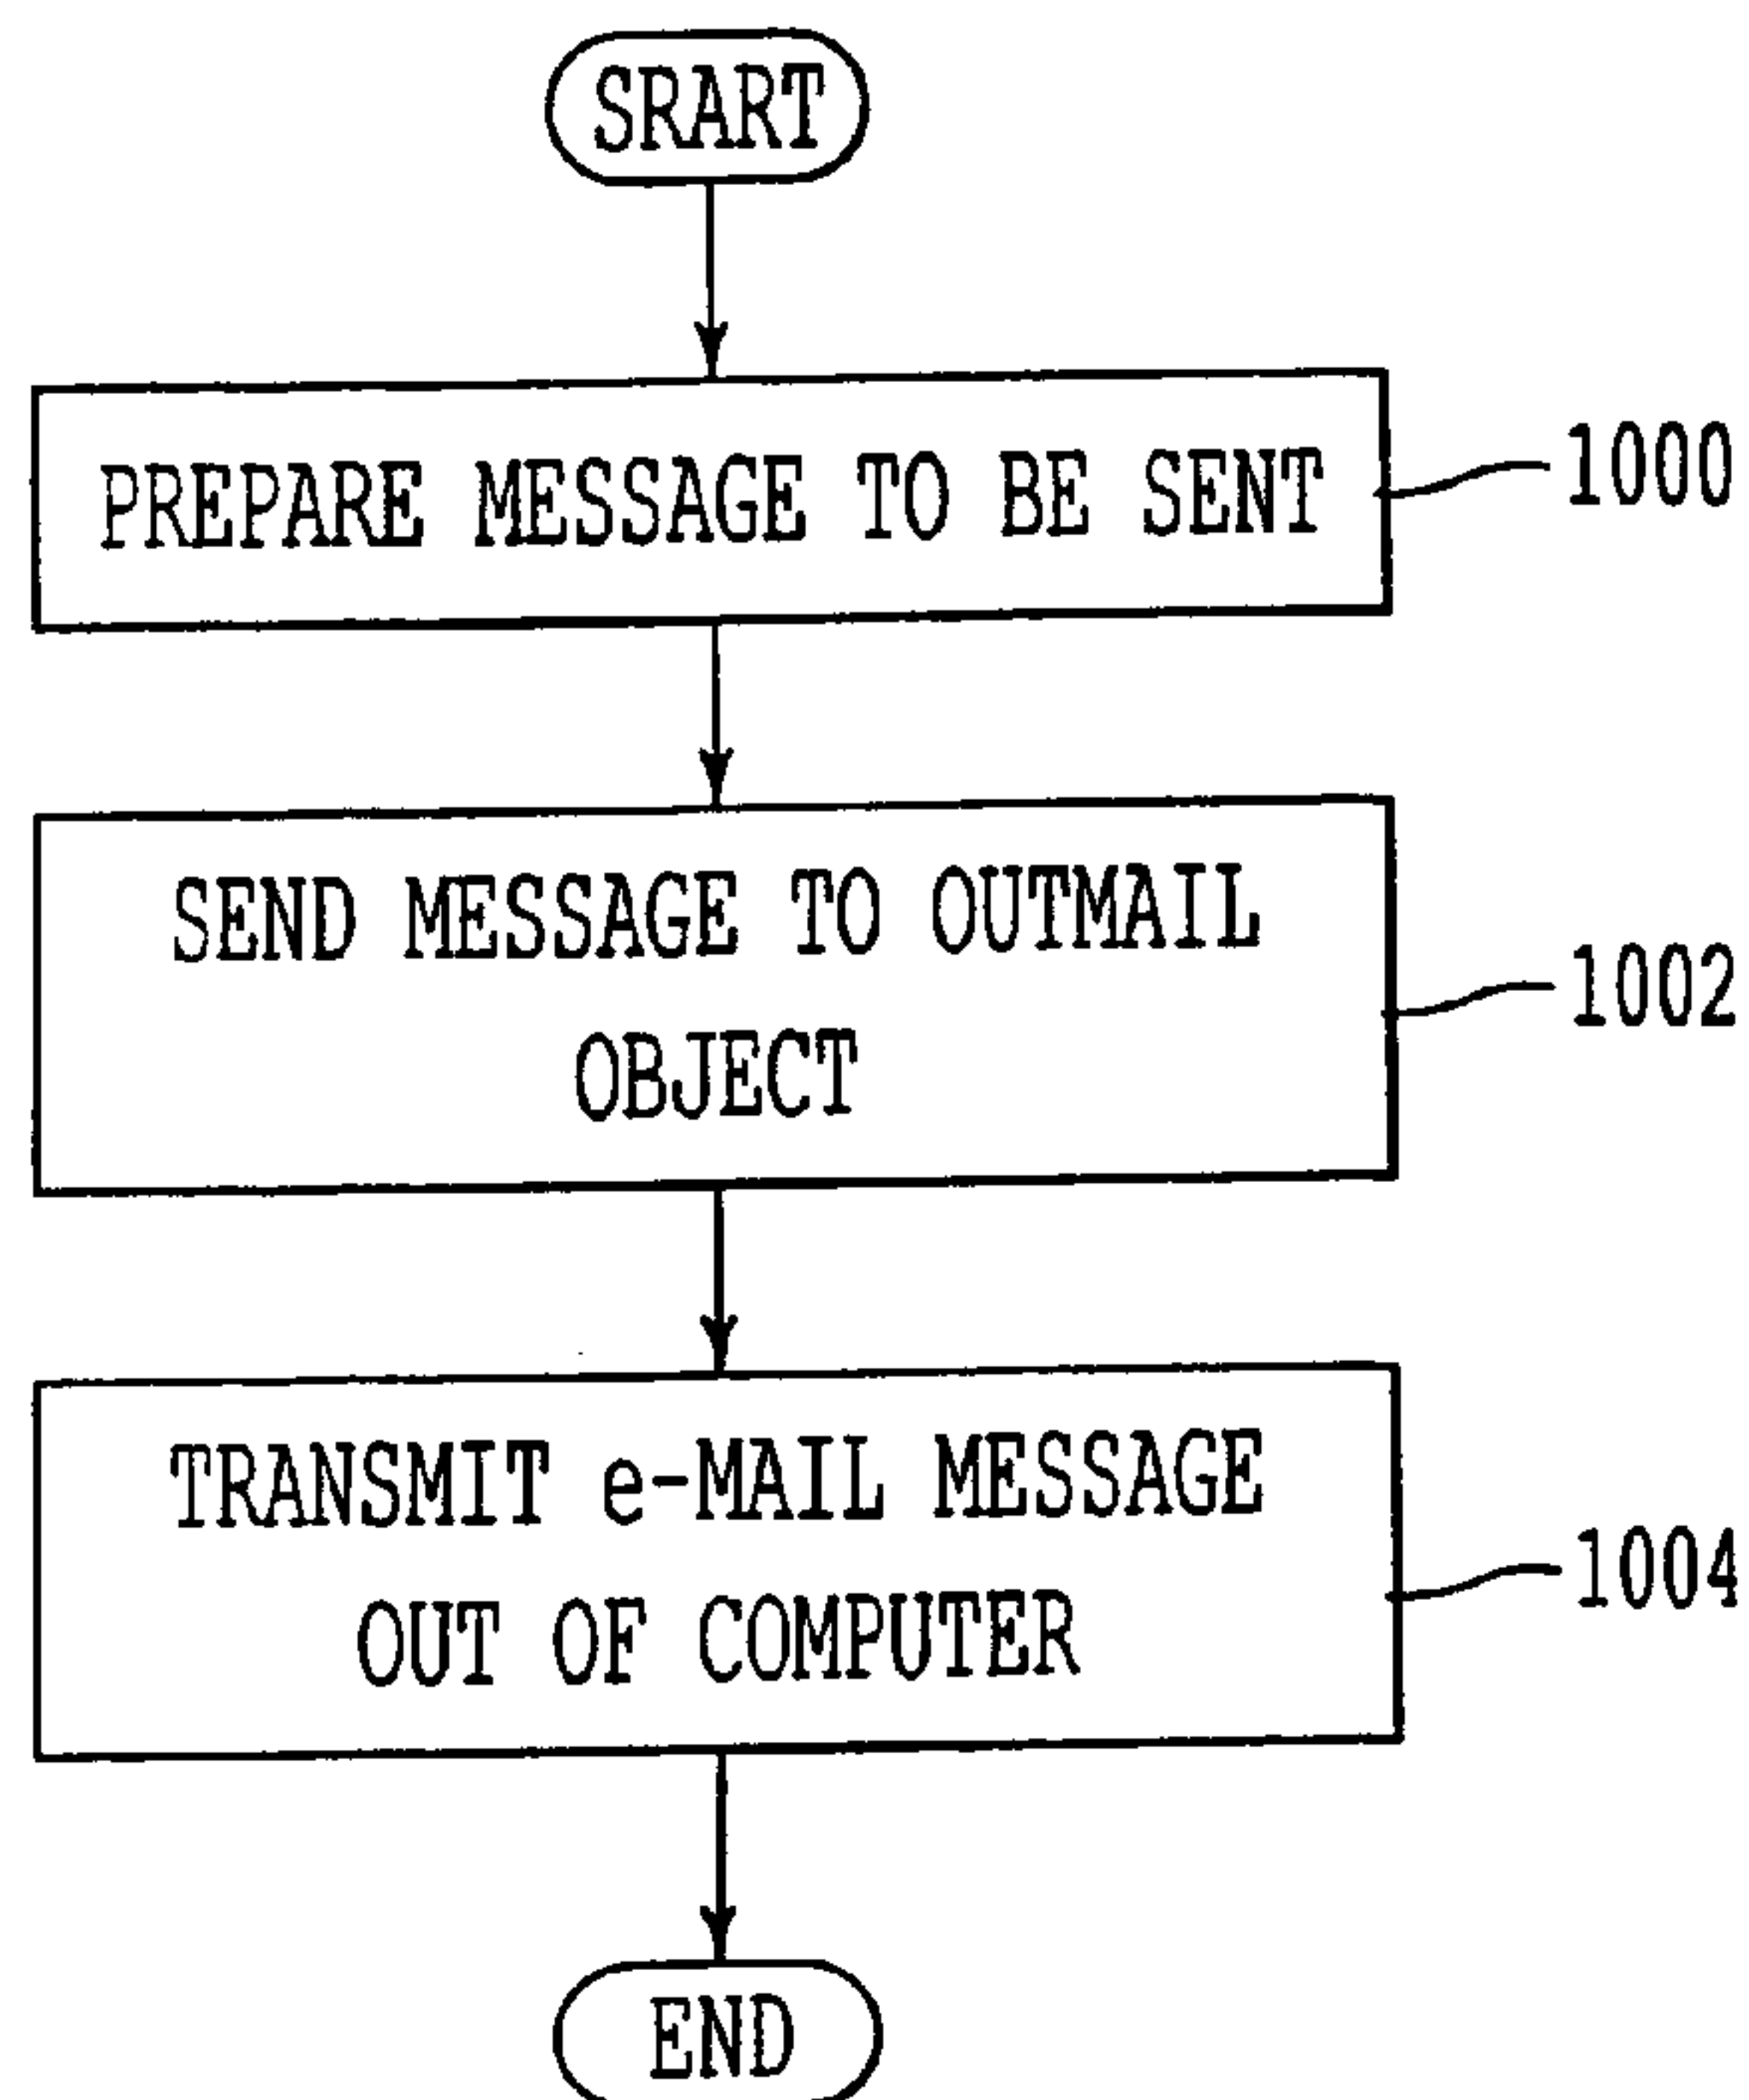 SRART
PREPARE MESSAGE TO BE SENT
1000
SEND MESSAGE TO OUTMAIL
OBJECT
1002
TRANSMIT e-MAIL MESSAGE
OUT OF COMPUTER
1004
END